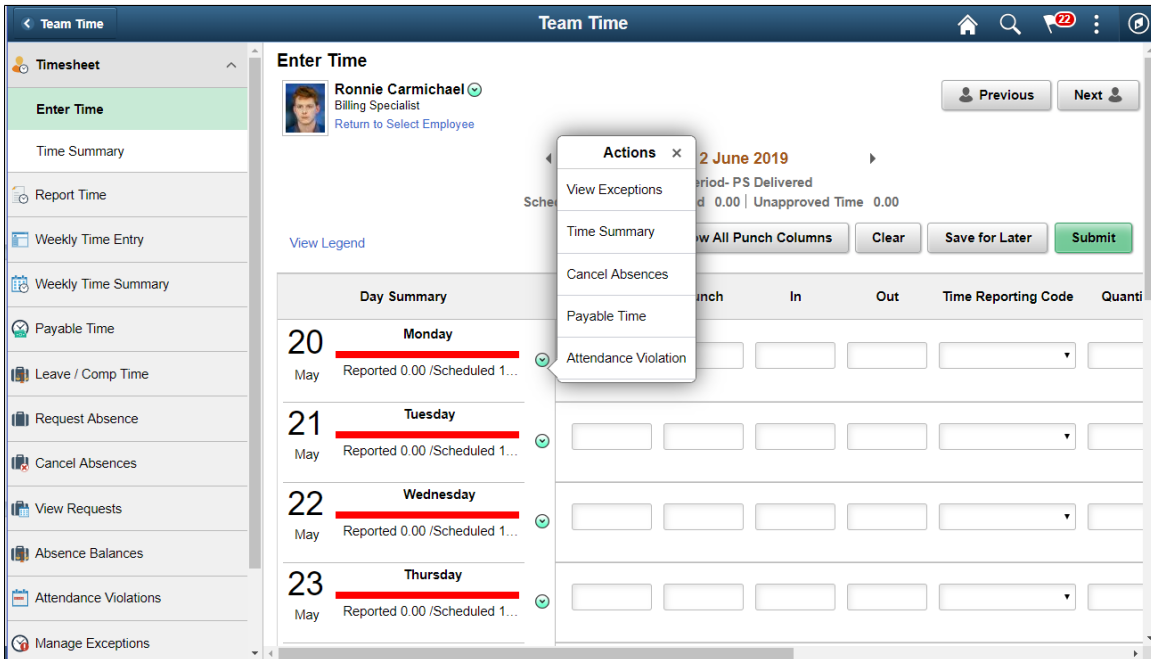 Team Time
Team Time
22
Timesheet
Enter Time
Time Summary
Report Time
Weekly Time Entry
Weekly Time Summary
Payable Time
Leave / Comp Time
Request Absence
Cancel Absences
View Requests
Absence Balances
Attendance Violations
Manage Exceptions
Enter Time
Ronnie Carmichael
Billing Specialist
Return to Select Employee
Previous
Next
2 June 2019
PS Delivered
0.00 | Unapproved Time 0.00
View Legend
All Punch Columns
Clear
Save for Later
Submit
Actions ×
View Exceptions
Time Summary
Cancel Absences
Payable Time
Attendance Violation
Day Summary
In
Out
Time Reporting Code
20
May
Monday
Reported 0.00 /Scheduled 1...
21
May
Tuesday
Reported 0.00 /Scheduled 1...
22
May
Wednesday
Reported 0.00 /Scheduled 1...
23
May
Thursday
Reported 0.00 /Scheduled 1...